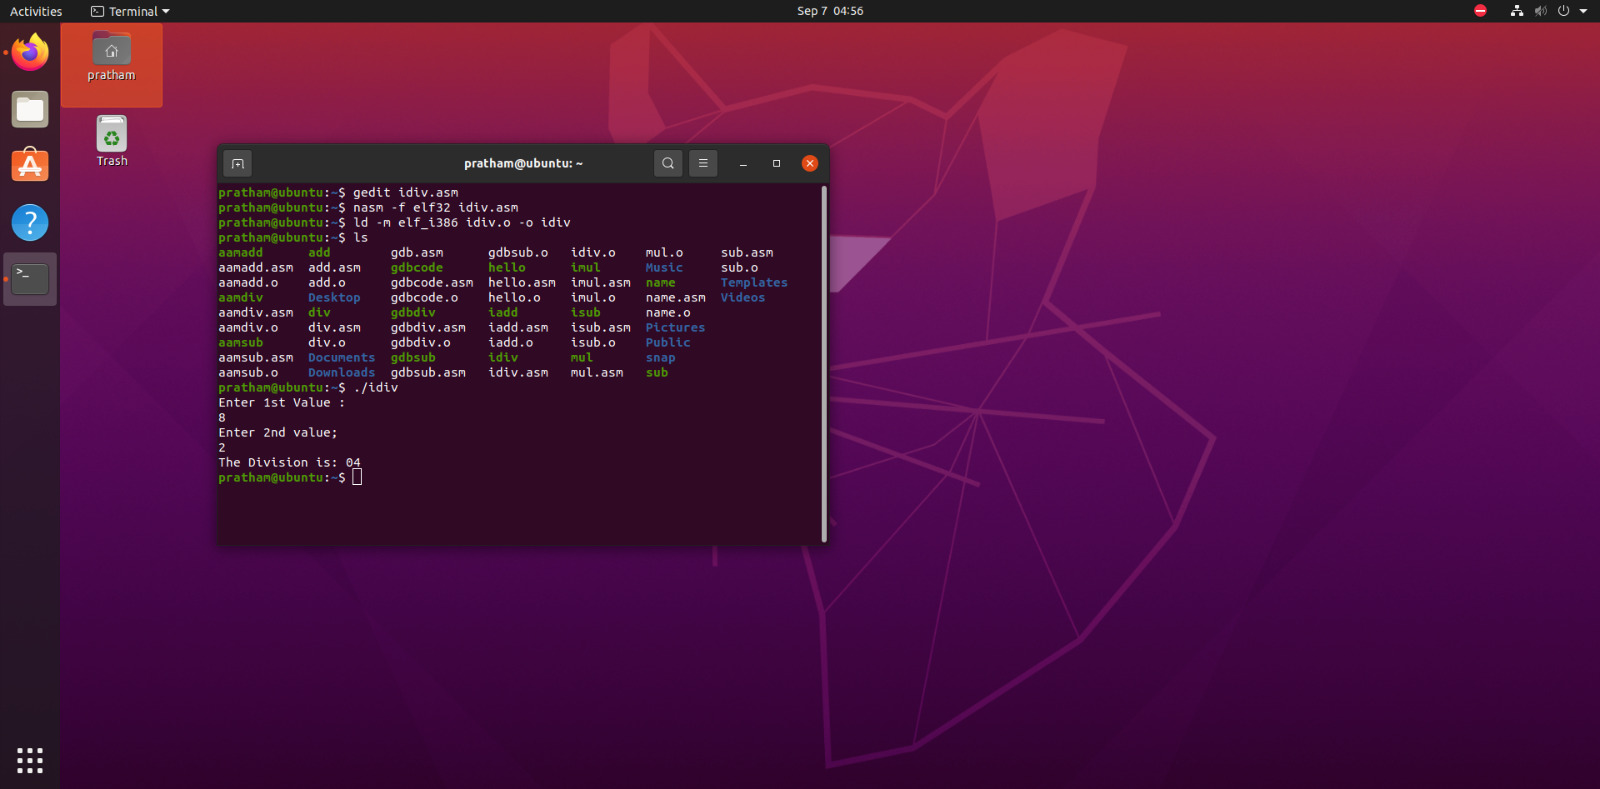 Activities Terminal Sep 7 04:56
pratham
Trash
pratham@ubuntu: ~
pratham@ubuntu:~$ gedit idiv.asm
pratham@ubuntu:~$ nasm -f elf32 idiv.asm
pratham@ubuntu:~$ ld -m elf_i386 idiv.o -o idiv
pratham@ubuntu:~$ ls
aamadd add gdb.asm gdbsub.o idiv.o mul.o sub.asm
aamadd.asm add.asm gdbcode hello imul Music sub.o
aamadd.o add.o gdbcode.asm hello.asm imul.asm name Templates
aamdiv Desktop gdbcode.o hello.o imul.o name.asm Videos
aamdiv.asm div gdbdiv iadd isub name.o
aamdiv.o div.asm gdbdiv.asm iadd.asm isub.asm Pictures
aamsub div.o gdbdiv.o iadd.o isub.o Public
aamsub.asm Documents gdbsub idiv mul snap
aamsub.o Downloads gdbsub.asm idiv.asm mul.asm sub
pratham@ubuntu:~$ ./idiv
Enter 1st Value :
8
Enter 2nd value;
2
The Division is: 04
pratham@ubuntu:~$